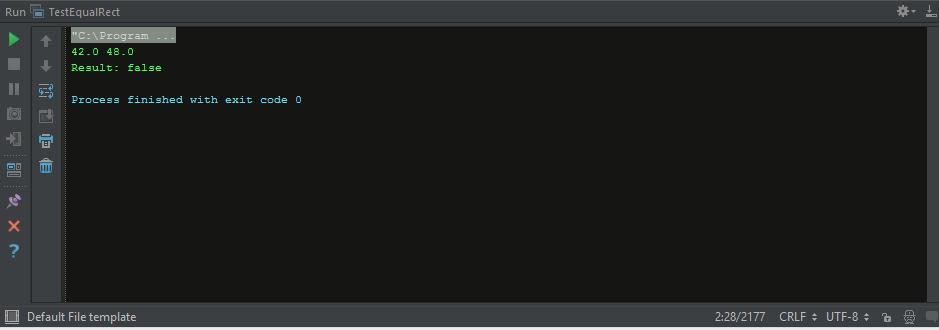 Run TestEqualRect
"C:\Program ...
42.0 48.0
Result: false
Process finished with exit code 0
?
Default File template 2:28/2177 CRLF UTF-8